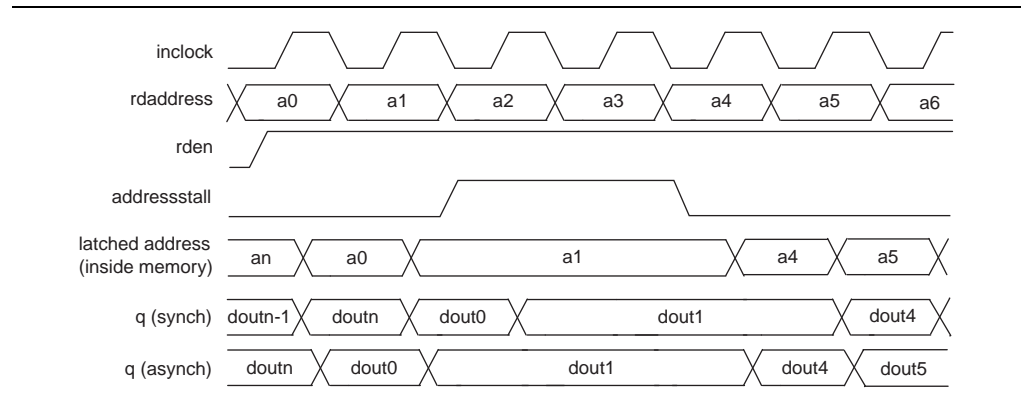 inclock
rdaddress a0 a1 a2 a3 a4 a5 a6
rden
addressstall
latched address
(inside memory) an a0 a1 a4 a5
q (synch) doutn-1 doutn dout0 dout1 dout4
q (asynch) doutn dout0 dout1 dout4 dout5